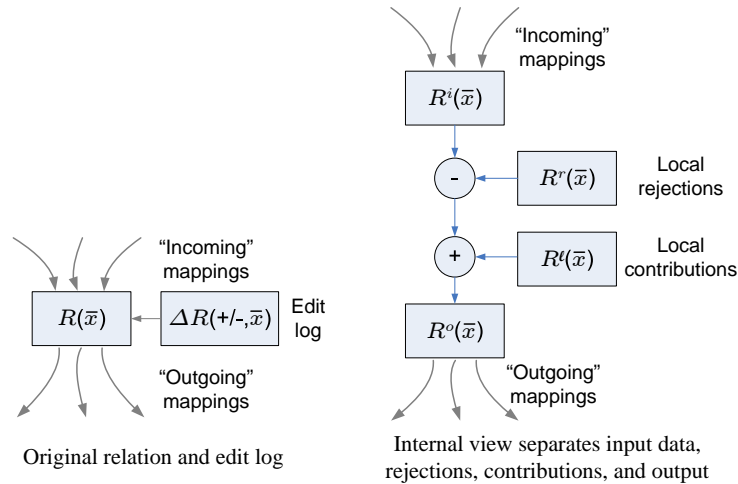 “Incoming”
mappings
R(x̅)
ΔR(+/-,x̅)
Edit
log
“Outgoing”
mappings
Original relation and edit log
“Incoming”
mappings
Rⁱ(x̅)
-
Rʳ(x̅)
Local
rejections
+
Rˡ(x̅)
Local
contributions
Rᵒ(x̅)
“Outgoing”
mappings
Internal view separates input data,
rejections, contributions, and output